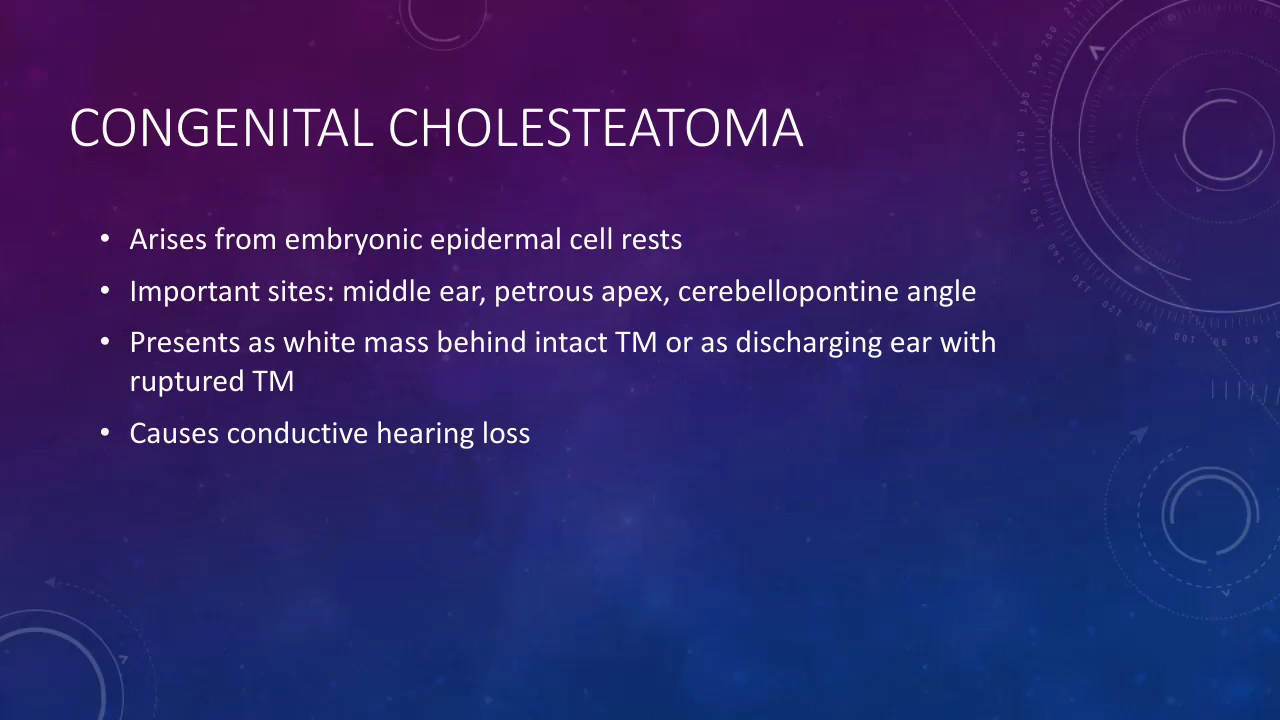 CONGENITAL CHOLESTEATOMA
• Arises from embryonic epidermal cell rests
• Important sites: middle ear, petrous apex, cerebellopontine angle
• Presents as white mass behind intact TM or as discharging ear with
ruptured TM
• Causes conductive hearing loss